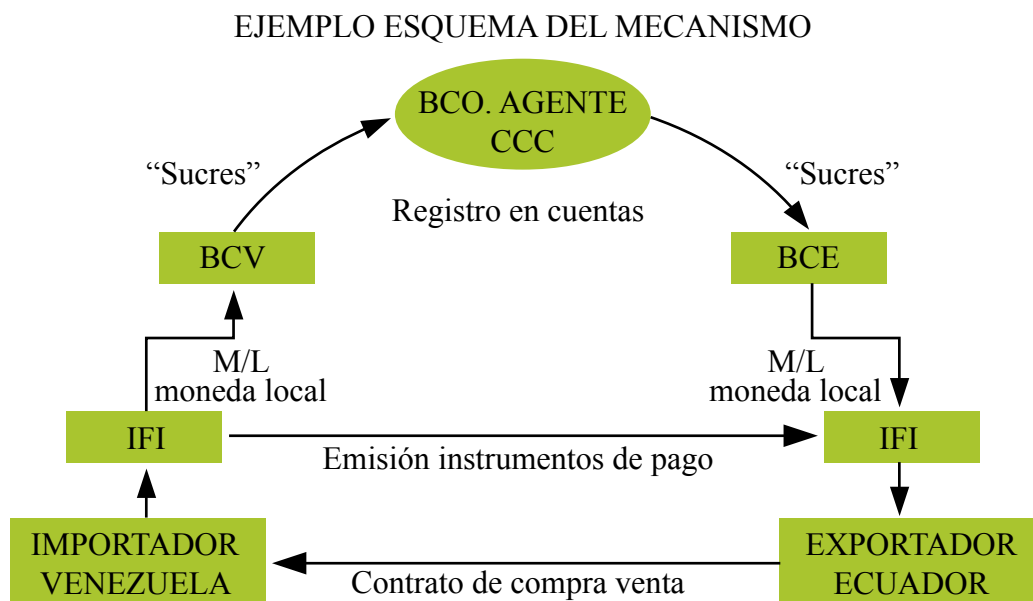 EJEMPLO ESQUEMA DEL MECANISMO
BCO. AGENTE
CCC
“Sucres”
“Sucres”
Registro en cuentas
BCV
BCE
M/L
moneda local
M/L
moneda local
IFI
IFI
Emisión instrumentos de pago
IMPORTADOR
VENEZUELA
EXPORTADOR
ECUADOR
Contrato de compra venta